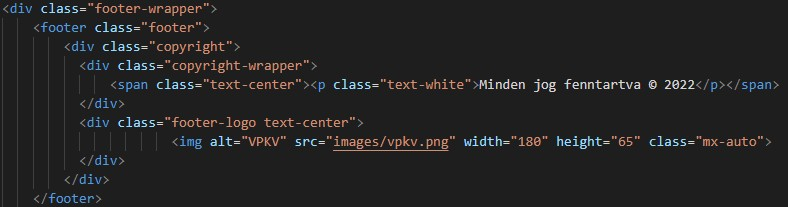 <div class="footer-wrapper">
<footer class="footer">
<div class="copyright">
<div class="copyright-wrapper">
<span class="text-center"><p class="text-white">Minden jog fenntartva © 2022</p></span>
</div>
<div class="footer-logo text-center">
<img alt="VPKV" src="images/vpkv.png" width="180" height="65" class="mx-auto">
</div>
</div>
</footer>